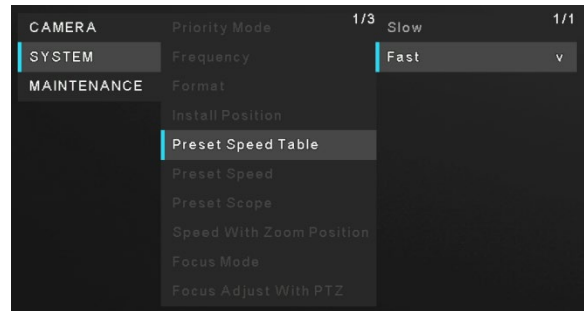 CAMERA
SYSTEM
MAINTENANCE
1/3
Priority Mode
Frequency
Format
Install Position
Preset Speed Table
Preset Speed
Preset Scope
Speed With Zoom Position
Focus Mode
Focus Adjust With PTZ
1/1
Slow
Fast v